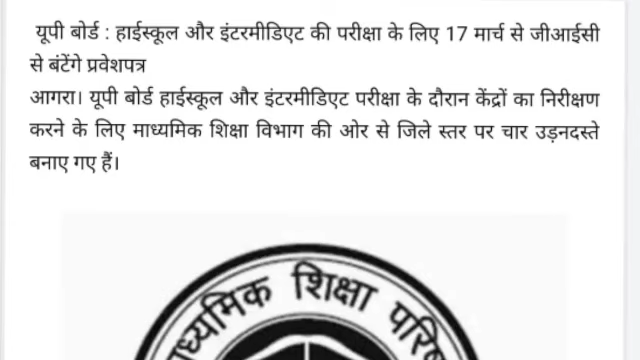 यूपी बोर्ड : हाईस्कूल और इंटरमीडिएट की परीक्षा के लिए 17 मार्च से जीआईसी
से बंटेंगे प्रवेशपत्र
आगरा। यूपी बोर्ड हाईस्कूल और इंटरमीडिएट परीक्षा के दौरान केंद्रों का निरीक्षण
करने के लिए माध्यमिक शिक्षा विभाग की ओर से जिले स्तर पर चार उड़नदस्ते
बनाए गए हैं।
शिक्षा